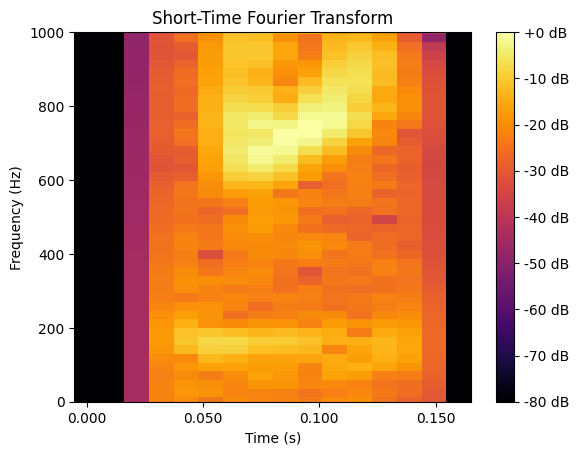 Short-Time Fourier Transform
1000
800
600
400
200
0
Frequency (Hz)
0.000
0.050
0.100
0.150
Time (s)
+0 dB
-10 dB
-20 dB
-30 dB
-40 dB
-50 dB
-60 dB
-70 dB
-80 dB